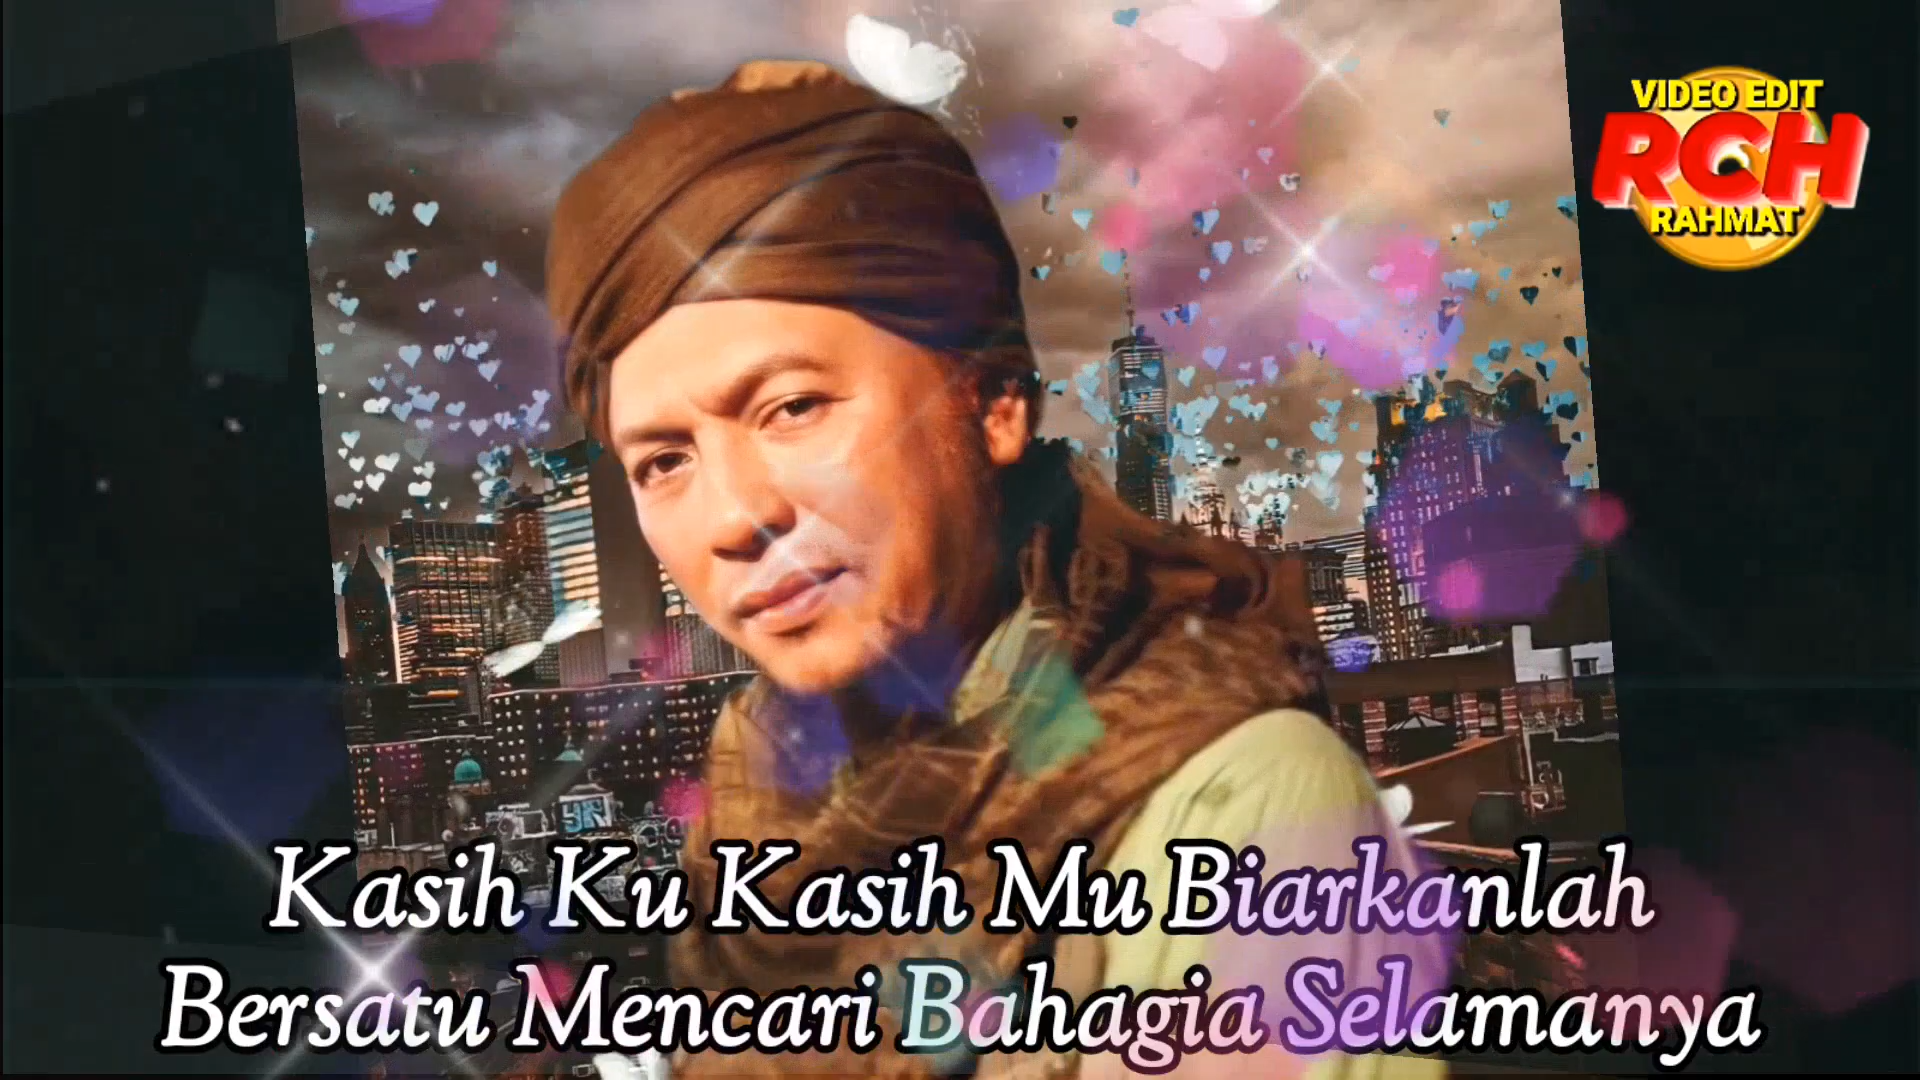 VIDEO EDIT
RCH
RAHMAT
Kasih Ku Kasih Mu Biarkanlah
Bersatu Mencari Bahagia Selamanya